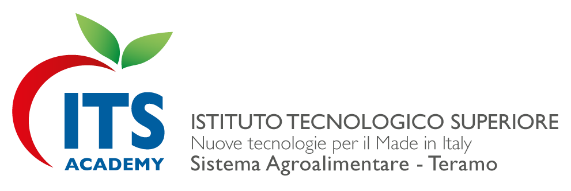 ITS
ACADEMY
ISTITUTO TECNOLOGICO SUPERIORE
Nuove tecnologie per il Made in Italy
Sistema Agroalimentare - Teramo